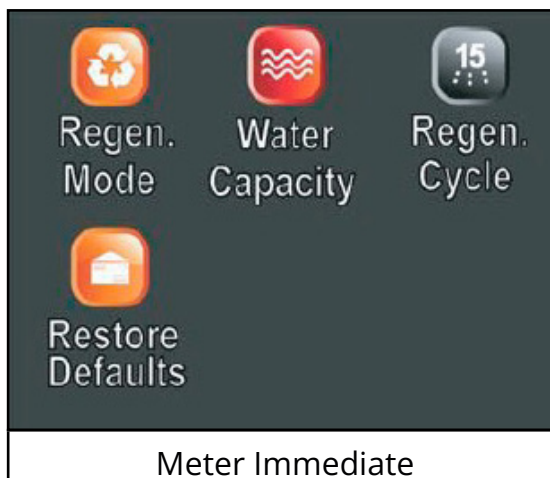 15
Regen.
Mode
Water
Capacity
Regen.
Cycle
Restore
Defaults
Meter Immediate